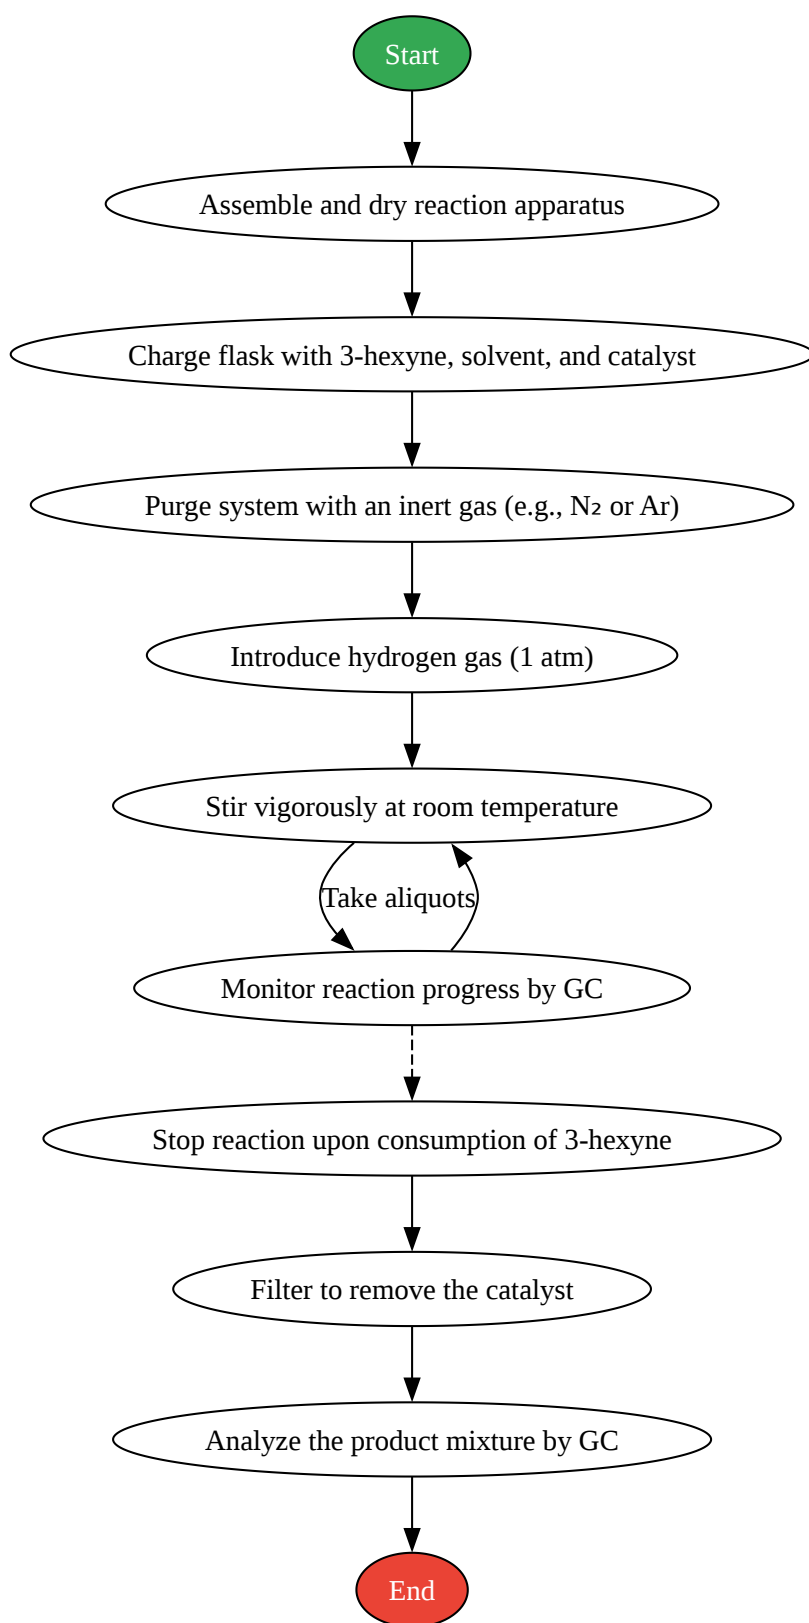 Start
Assemble and dry reaction apparatus
Charge flask with 3-hexyne, solvent, and catalyst
Purge system with an inert gas (e.g., N₂ or Ar)
Introduce hydrogen gas (1 atm)
Stir vigorously at room temperature
Take aliquots
Monitor reaction progress by GC
Stop reaction upon consumption of 3-hexyne
Filter to remove the catalyst
Analyze the product mixture by GC
End